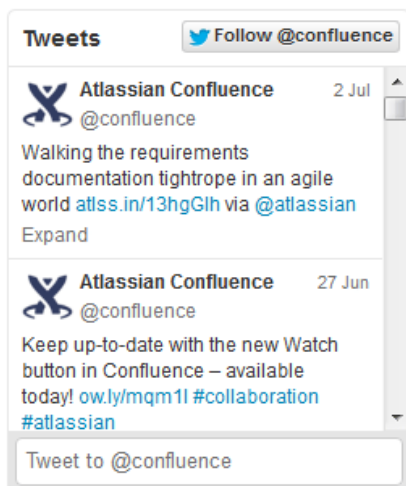 Tweets
Follow @confluence
Atlassian Confluence
2 Jul
@confluence
Walking the requirements
documentation tightrope in an agile
world atlss.in/13hgGlh via @atlassian
Expand
Atlassian Confluence
27 Jun
@confluence
Keep up-to-date with the new Watch
button in Confluence – available
today! ow.ly/mqm1l #collaboration
#atlassian
Tweet to @confluence